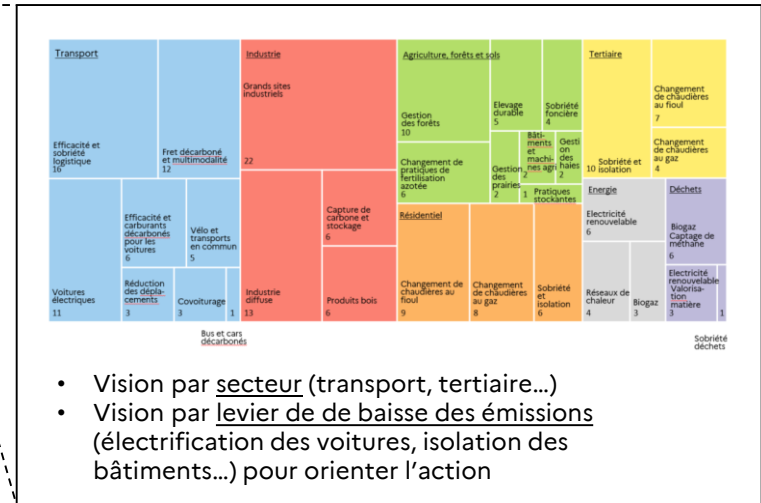 Transport
Efficacité et
sobriété
logistique
16
Fret décarboné
et multimodalité
12
Voitures
électriques
11
Efficacité et
carburants
décarbonés
pour les
voitures
6
Vélo et
transports
en commun
5
Réduction
des dépla-
cements
3
Covoiturage
3
1
Bus et cars
décarbonés
Industrie
Grands sites
industriels
22
Industrie
diffuse
13
Capture de
carbone et
stockage
6
Produits bois
6
Agriculture, forêts et sols
Gestion
des forêts
10
Changement de
pratiques de
fertilisation
azotée
6
Elevage
durable
5
Sobriété
foncière
4
Gestion
des
prairies
2
Bâti-
ments
et
machi-
nes agri
2
Gesti
on
des
haies
2
1 Pratiques
stockantes
Résidentiel
Changement de
chaudières au
fioul
9
Changement de
chaudières
au gaz
8
Sobriété
et
isolation
6
Tertiaire
Sobriété et
10 isolation
Changement
de chaudières
au fioul
7
Changement
de chaudières
au gaz
4
Energie
Electricité
renouvelable
6
Réseaux de
chaleur
4
Biogaz
3
Déchets
Biogaz
Captage de
méthane
6
Electricité
renouvelable
Valorisa-
tion
matière
3
1
Sobriété
déchets
• Vision par secteur (transport, tertiaire…)
• Vision par levier de de baisse des émissions
(électrification des voitures, isolation des
bâtiments…) pour orienter l’action